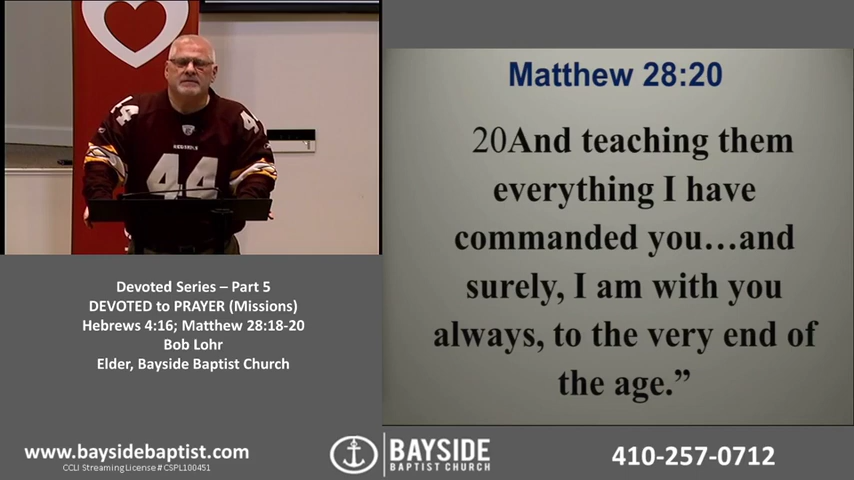 44
44
REDSKINS
44
Devoted Series – Part 5
DEVOTED to PRAYER (Missions)
Hebrews 4:16; Matthew 28:18-20
Bob Lohr
Elder, Bayside Baptist Church
Matthew 28:20
20And teaching them
everything I have
commanded you…and
surely, I am with you
always, to the very end of
the age.”
www.baysidebaptist.com
CCLI Streaming License # CSPL100451
BAYSIDE
BAPTIST CHURCH
410-257-0712